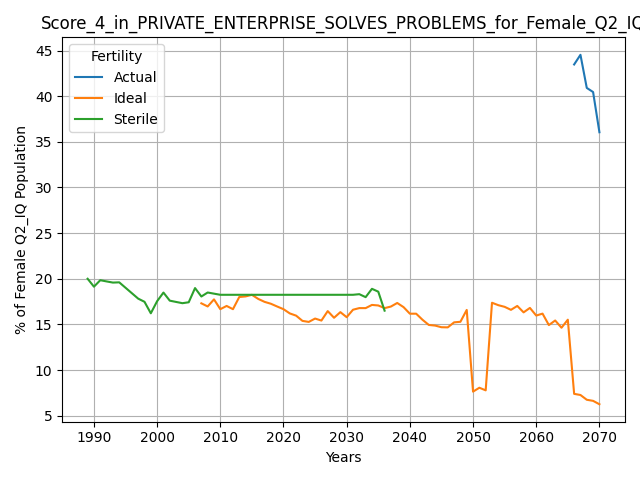 Score_4_in_PRIVATE_ENTERPRISE_SOLVES_PROBLEMS_for_Female_Q2_IQ
Fertility
Actual
Ideal
Sterile
% of Female Q2_IQ Population
45
40
35
30
25
20
15
10
5
1990 2000 2010 2020 2030 2040 2050 2060 2070
Years